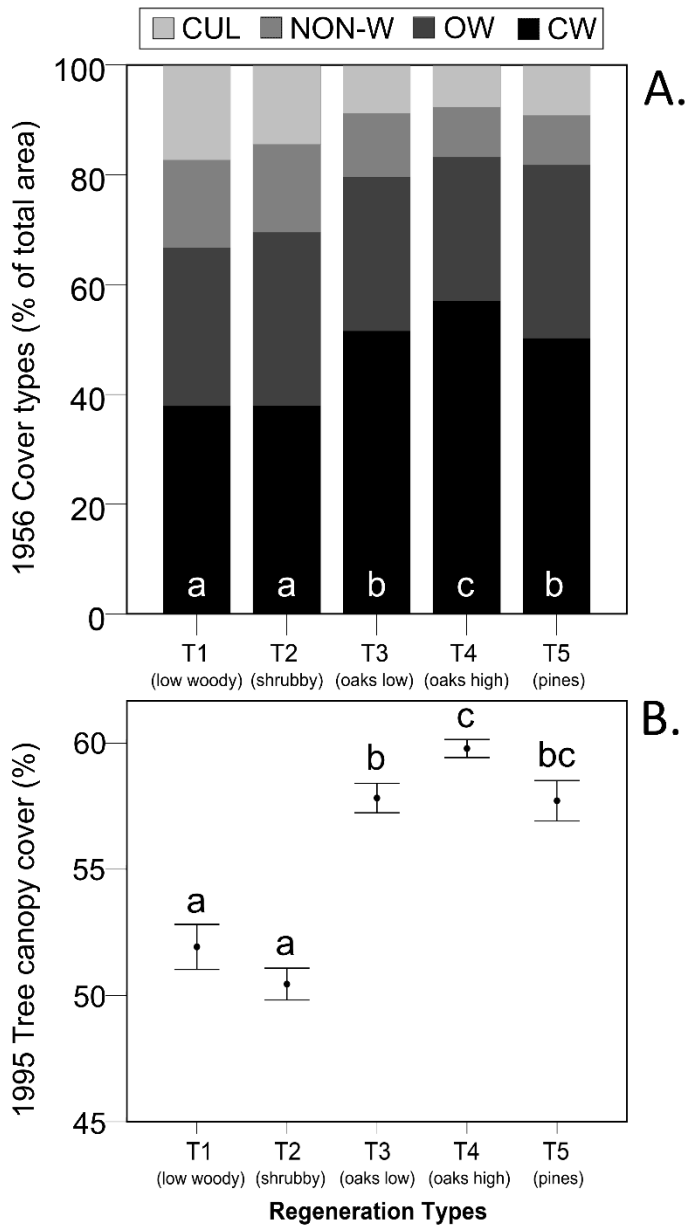 CUL NON-W OW CW
A.
1956 Cover types (% of total area)
100
80
60
40
20
0
a a b c b
T1 T2 T3 T4 T5
(low woody) (shrubby) (oaks low) (oaks high) (pines)
B.
1995 Tree canopy cover (%)
60
55
50
45
a a b c bc
T1 T2 T3 T4 T5
(low woody) (shrubby) (oaks low) (oaks high) (pines)
Regeneration Types